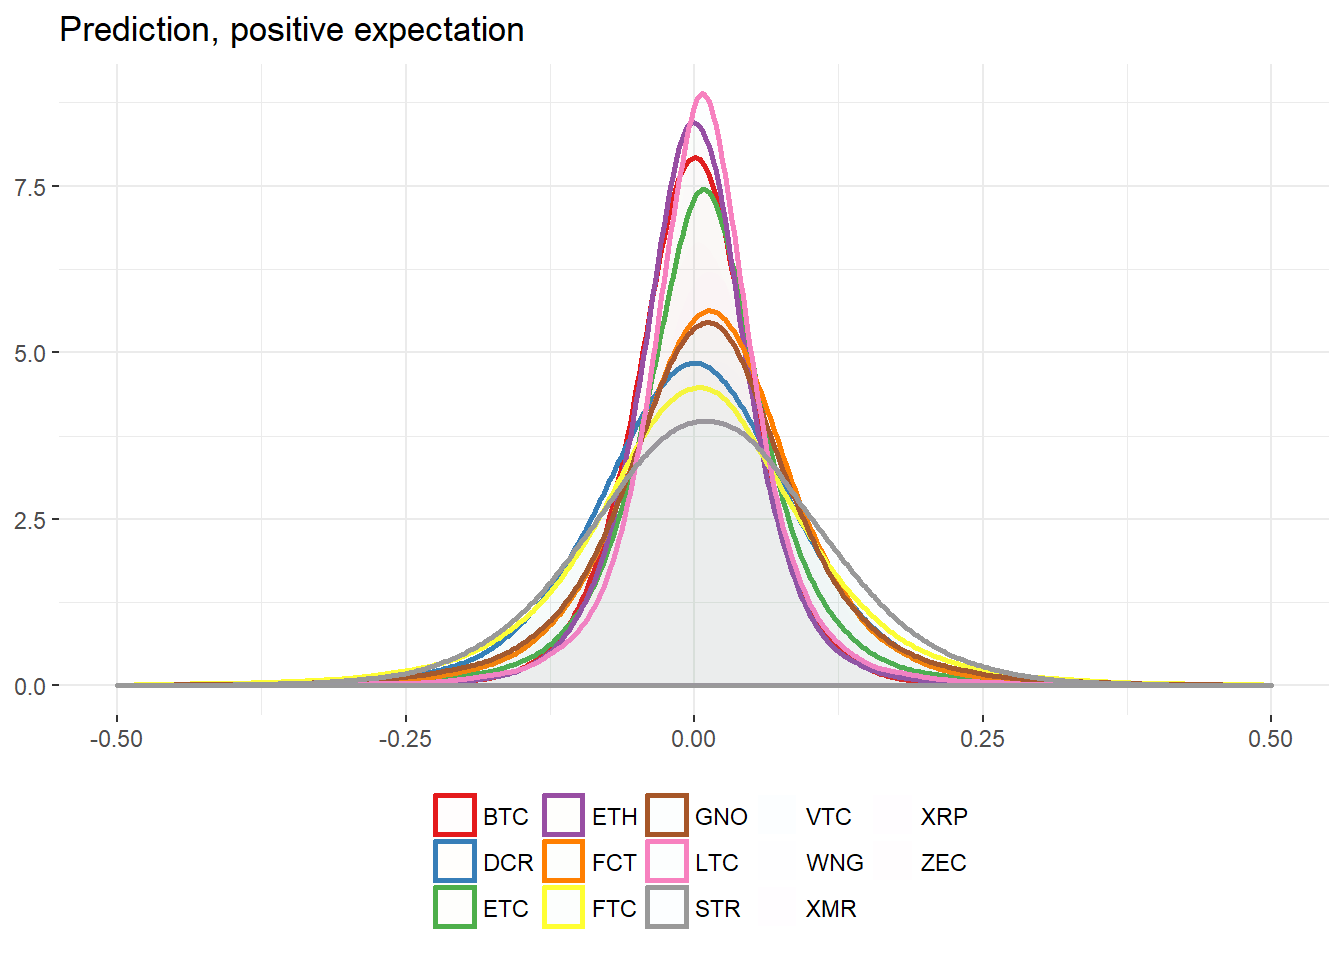 Prediction, positive expectation
7.5
5.0
2.5
0.0
-0.50 -0.25 0.00 0.25 0.50
BTC ETH GNO VTC XRP
DCR FCT LTC WNG ZEC
ETC FTC STR XMR